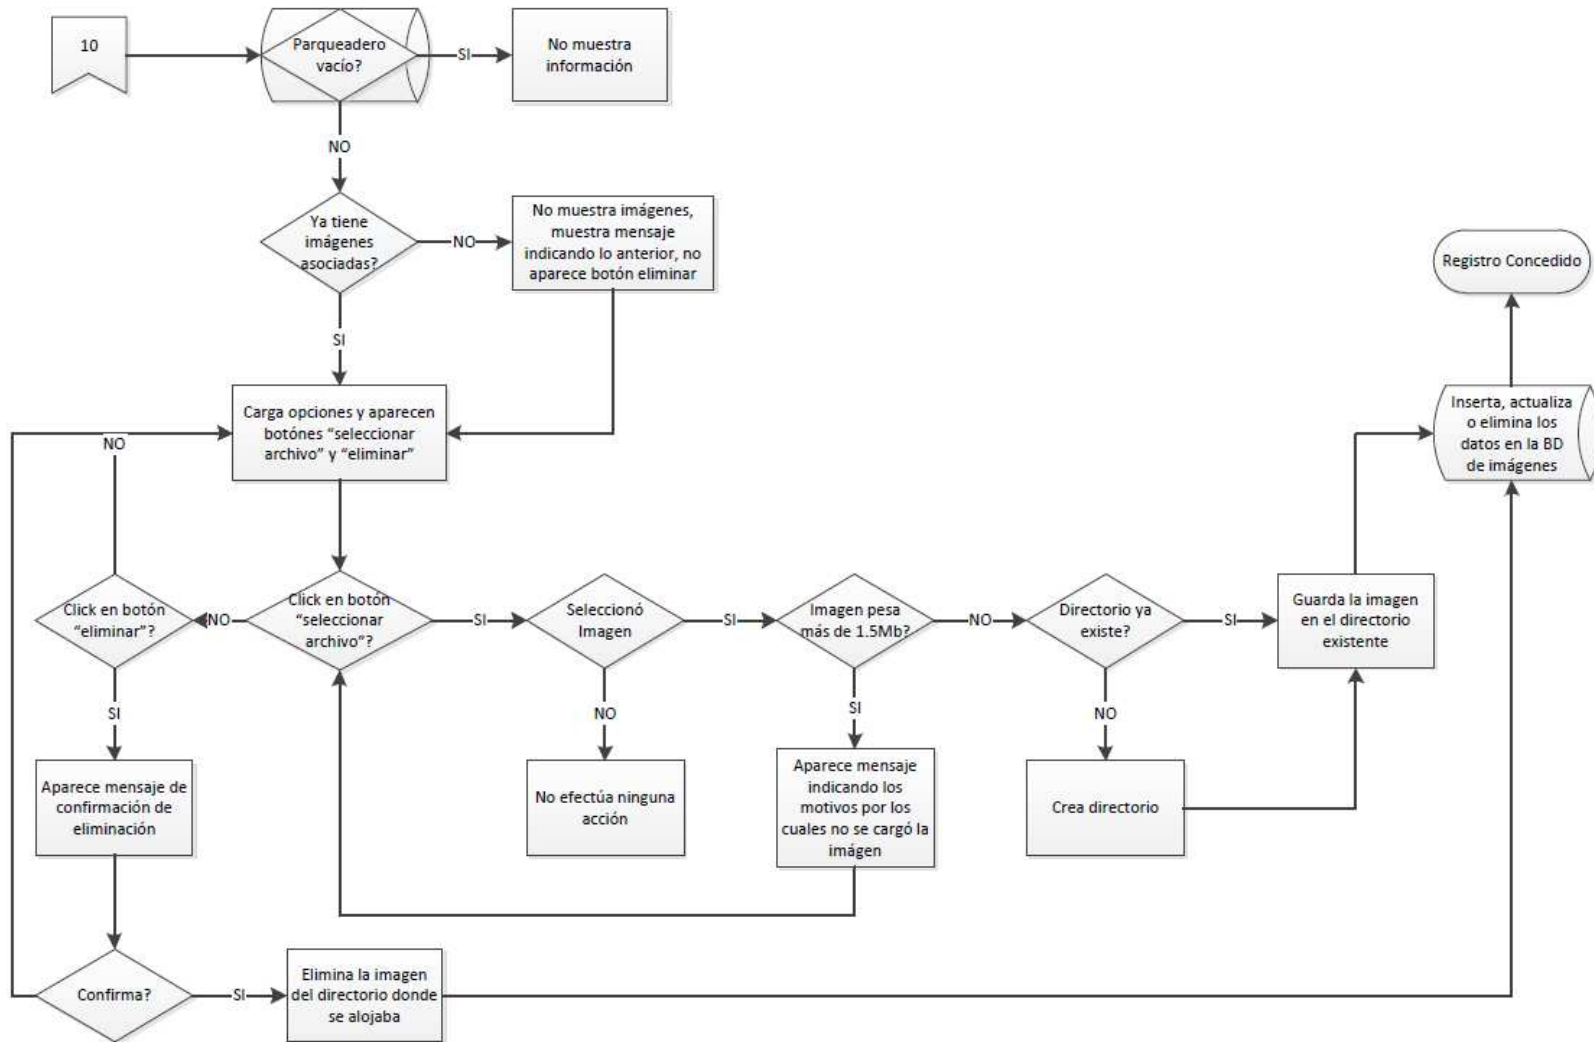 10
Parqueadero
vacío?
SI
No muestra
información
NO
Ya tiene
imágenes
asociadas?
NO
No muestra imágenes,
muestra mensaje
indicando lo anterior, no
aparece botón eliminar
SI
Registro Concedido
Carga opciones y aparecen
botónes “seleccionar
archivo” y “eliminar”
NO
Inserta, actualiza
o elimina los
datos en la BD
de imágenes
Click en botón
“eliminar”?
NO
Click en botón
“seleccionar
archivo”?
SI
Seleccionó
Imagen
SI
Imagen pesa
más de 1.5Mb?
NO
Directorio ya
existe?
SI
Guarda la imagen
en el directorio
existente
SI
NO
SI
NO
Aparece mensaje de
confirmación de
eliminación
No efectúa ninguna
acción
Aparece mensaje
indicando los
motivos por los
cuales no se cargó la
imágen
Crea directorio
Confirma?
SI
Elimina la imagen
del directorio donde
se alojaba